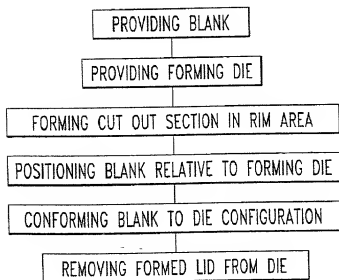 PROVIDING BLANK
PROVIDING FORMING DIE
FORMING CUT OUT SECTION IN RIM AREA
POSITIONING BLANK RELATIVE TO FORMING DIE
CONFORMING BLANK TO DIE CONFIGURATION
REMOVING FORMED LID FROM DIE